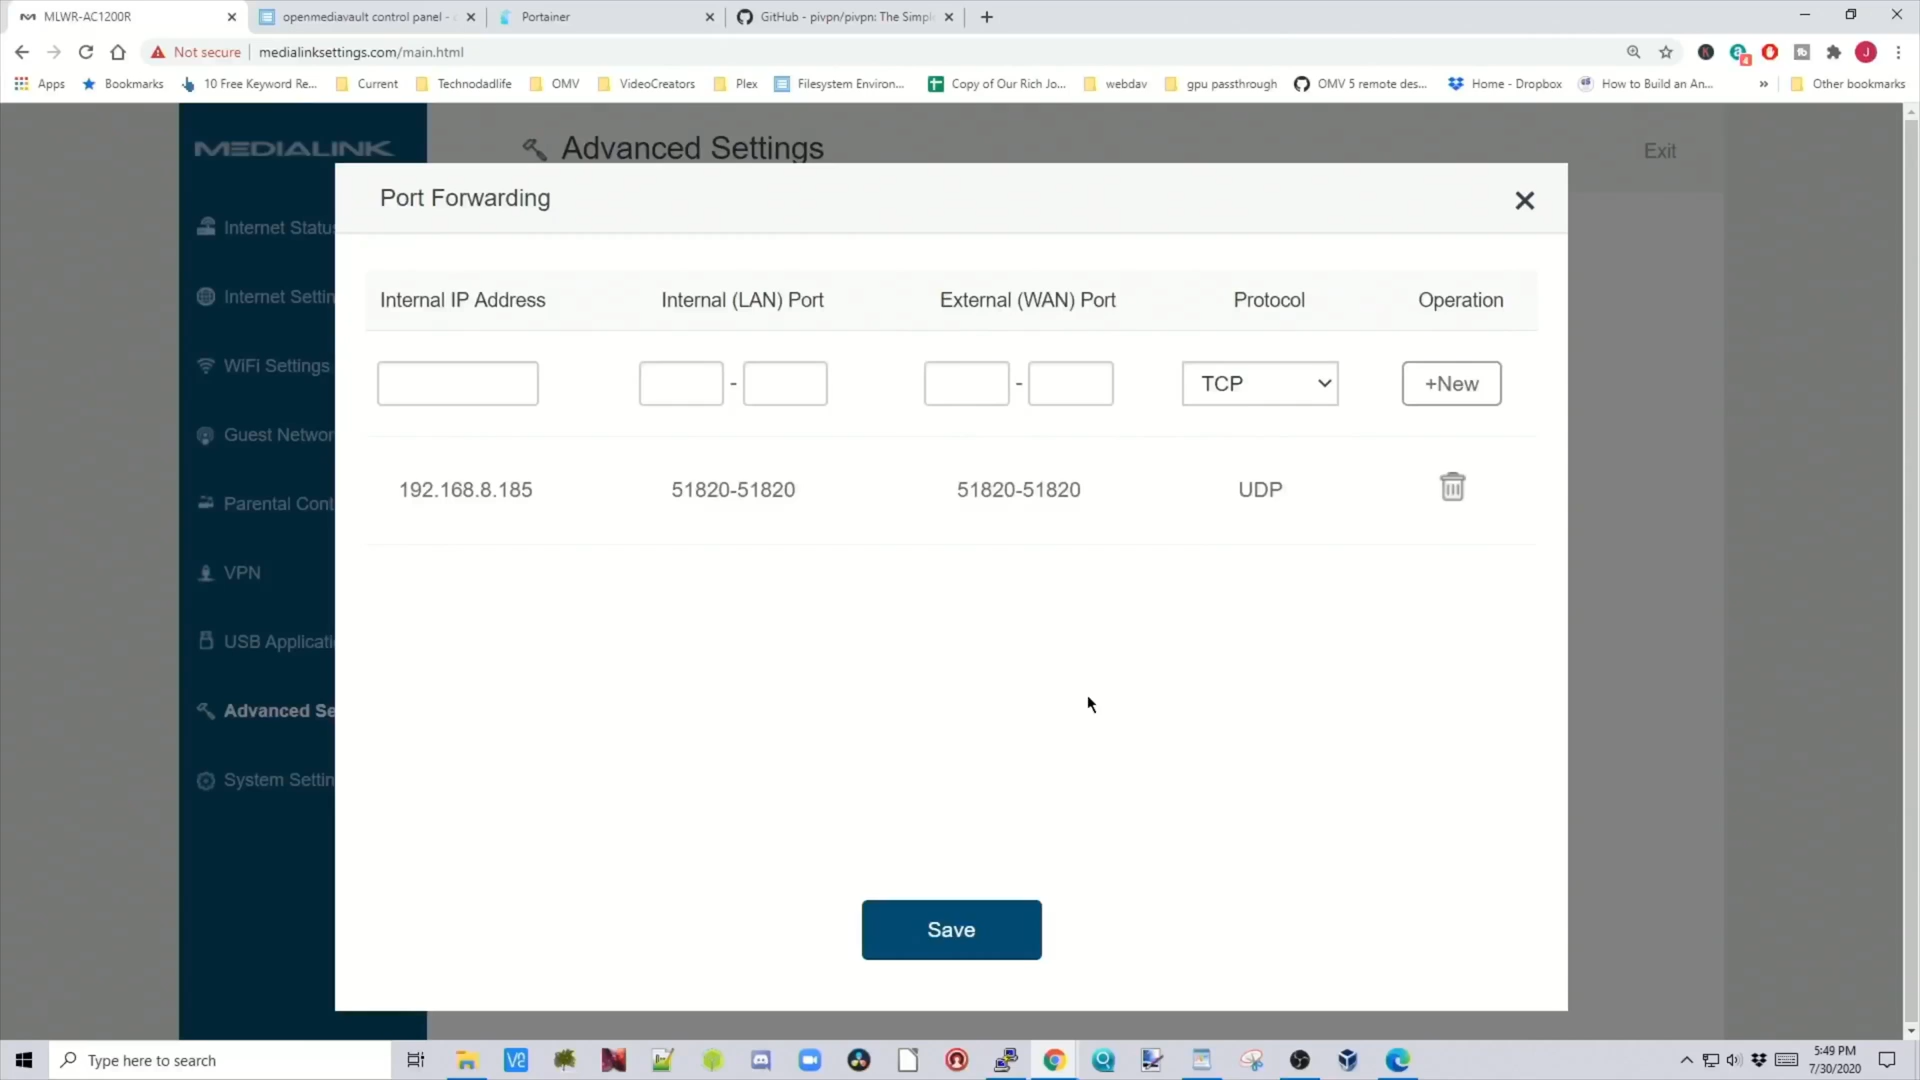 MLWR-AC1200R
openmediavault control panel -
Portainer
GitHub - pivpn/pivpn: The Simpl
Not secure
medialinksettings.com/main.html
Apps
Bookmarks
10 Free Keyword Re...
Current
Technodadlife
OMV
VideoCreators
Plex
Filesystem Environ...
Copy of Our Rich Jo...
webdav
gpu passthrough
OMV 5 remote des...
Home - Dropbox
How to Build an An...
»
Other bookmarks
MEDIALINK
Advanced Settings
Exit
Port Forwarding
Internet Status
Internet Settin
WiFi Settings
Guest Networ
Parental Cont
VPN
USB Applicati
Advanced Se
System Settin
Internal IP Address Internal (LAN) Port External (WAN) Port Protocol Operation
- - TCP +New
192.168.8.185 51820-51820 51820-51820 UDP
Save
Type here to search
5:49 PM
7/30/2020